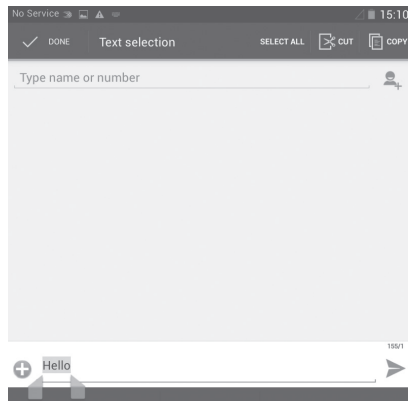 No Service 15:10
DONE Text selection SELECT ALL CUT COPY
Type name or number
155/1
Hello